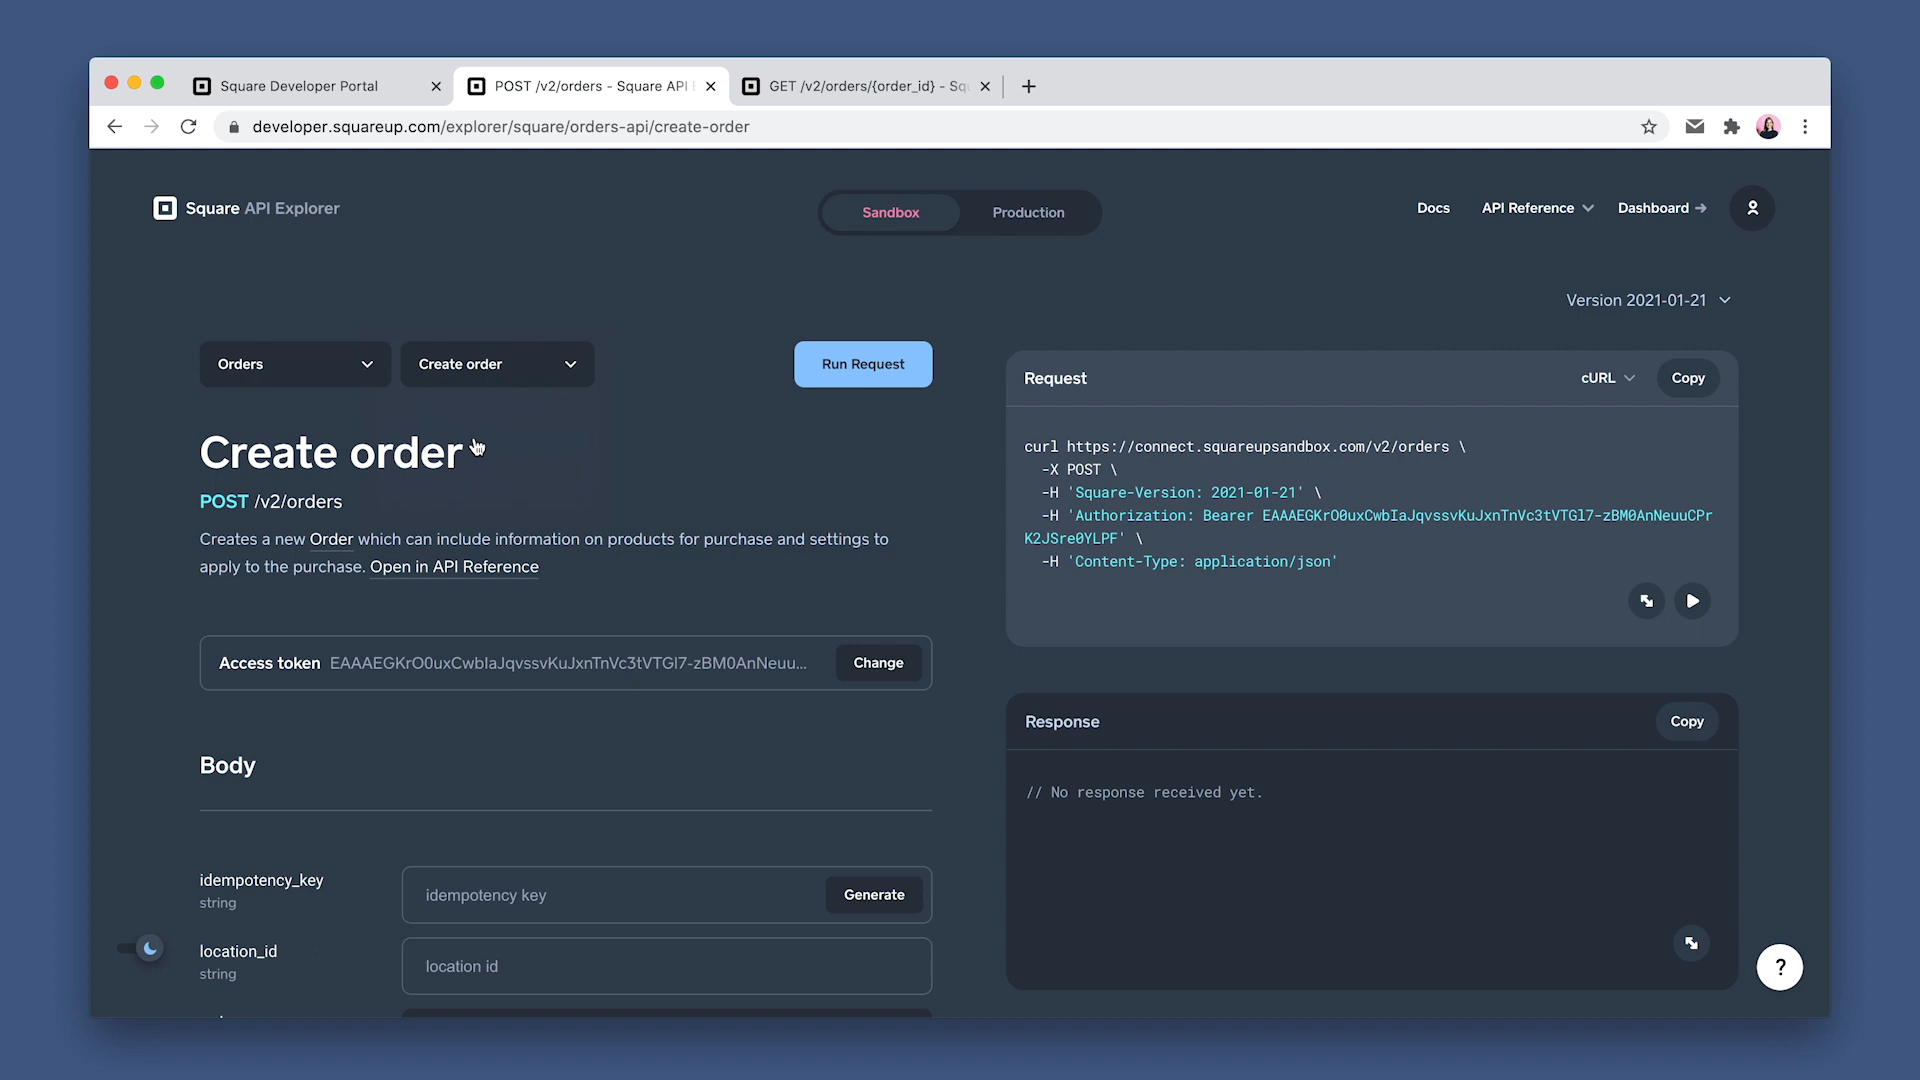 Square Developer Portal
POST /v2/orders - Square API
GET /v2/orders/{order_id} - Sq
developer.squareup.com/explorer/square/orders-api/create-order
Square API Explorer
Sandbox
Production
Docs
API Reference
Dashboard
Version 2021-01-21
Orders
Create order
Run Request
Create order
POST /v2/orders
Creates a new Order which can include information on products for purchase and settings to
apply to the purchase. Open in API Reference
Access token EAAAEGKrO0uxCwbIaJqvssvKuJxnTnVc3tVTGl7-zBM0AnNeuu...
Change
Body
idempotency_key
string
idempotency key
Generate
location_id
string
location id
Request
cURL
Copy
curl https://connect.squareupsandbox.com/v2/orders \
-X POST \
-H 'Square-Version: 2021-01-21' \
-H 'Authorization: Bearer EAAAEGKrO0uxCwbIaJqvssvKuJxnTnVc3tVTGl7-zBM0AnNeuuCPr
K2JSre0YLPF' \
-H 'Content-Type: application/json'
Response
Copy
// No response received yet.
?